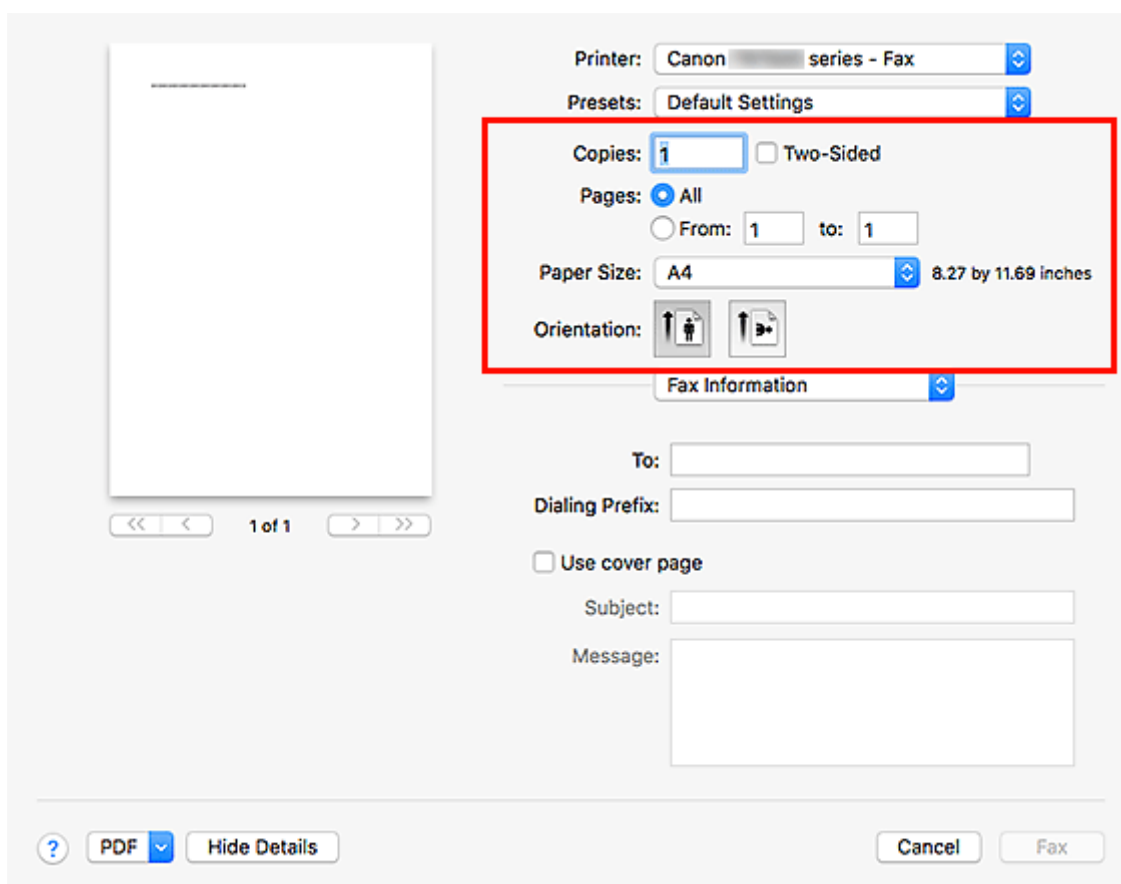 Printer: Canon series - Fax
Presets: Default Settings
Copies: 1 Two-Sided
Pages: All
From: 1 to: 1
Paper Size: A4 8.27 by 11.69 inches
Orientation:
Fax Information
To:
Dialing Prefix:
1 of 1
Use cover page
Subject:
Message:
? PDF Hide Details Cancel Fax